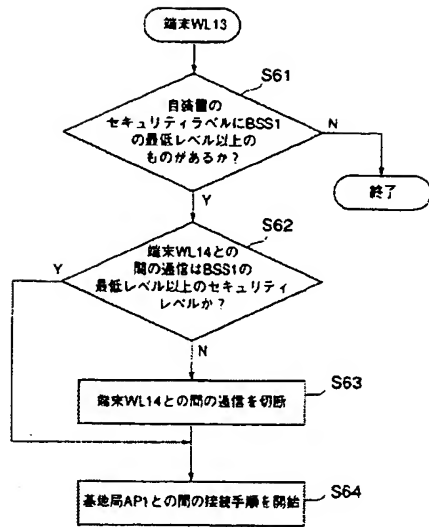 端末WL13
S61
自装置の
セキュリティラベルにBSS1
の最低レベル以上の
ものがあるか?
N
終了
Y
S62
端末WL14との
間の通信はBSS1の
最低レベル以上のセキュリティ
レベルか?
Y
N
S63
端末WL14との間の通信を切断
S64
基地局AP1との間の接続手順を開始